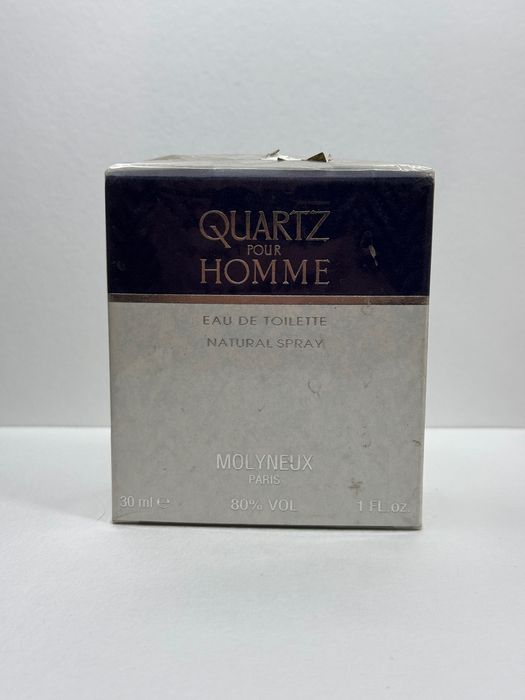 QUARTZ
POUR
HOMME
EAU DE TOILETTE
NATURAL SPRAY
MOLYNEUX
PARIS
30 ml ℮ 80% VOL 1 FL.oz.